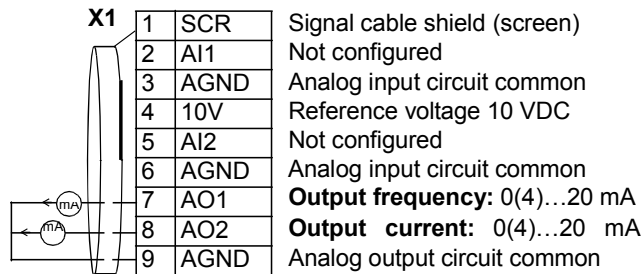 X1
1 SCR Signal cable shield (screen)
2 AI1 Not configured
3 AGND Analog input circuit common
4 10V Reference voltage 10 VDC
5 AI2 Not configured
6 AGND Analog input circuit common
mA 7 AO1 Output frequency: 0(4)…20 mA
mA 8 AO2 Output current: 0(4)…20 mA
9 AGND Analog output circuit common